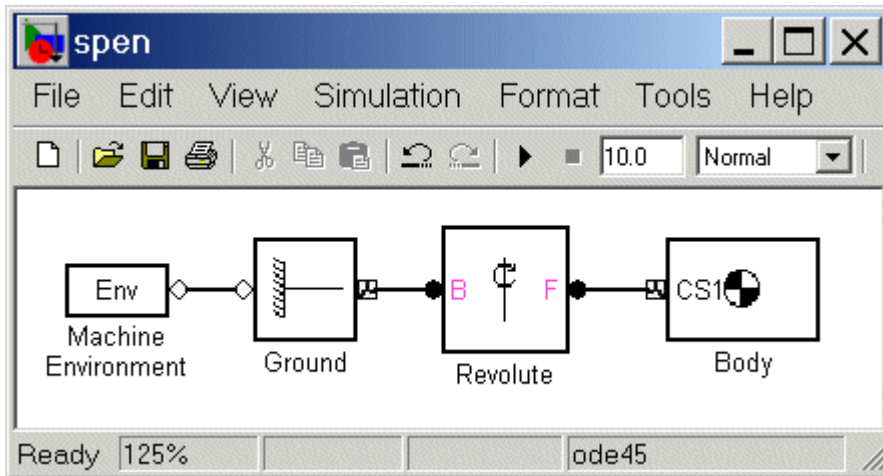 spen
File Edit View Simulation Format Tools Help
10.0 Normal
Env
B F
CS1
Machine
Environment
Ground
Revolute
Body
Ready 125% ode45